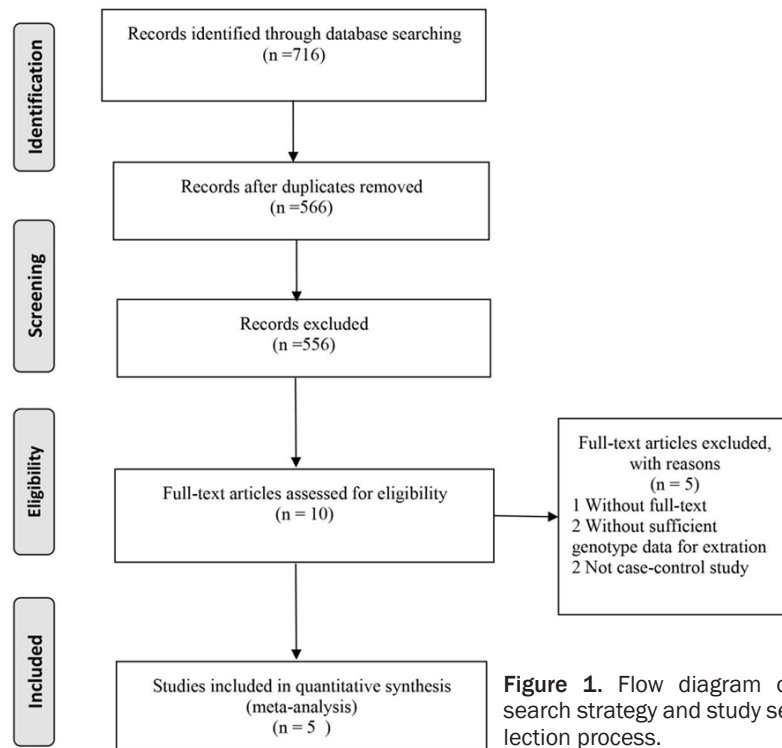 Identification
Records identified through database searching
(n =716)
Records after duplicates removed
(n =566)
Screening
Records excluded
(n =556)
Eligibility
Full-text articles assessed for eligibility
(n = 10)
Full-text articles excluded,
with reasons
(n = 5)
1 Without full-text
2 Without sufficient
genotype data for extration
2 Not case-control study
Included
Studies included in quantitative synthesis
(meta-analysis)
(n = 5 )
Figure 1. Flow diagram
search strategy and study se
lection process.